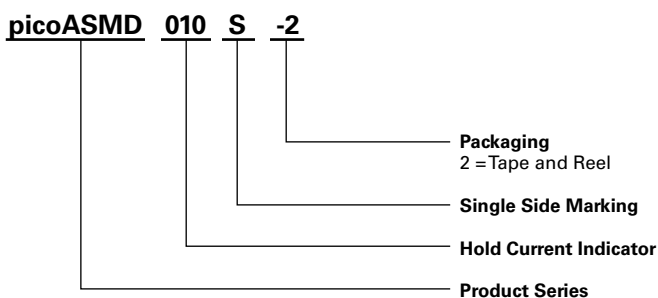 picoASMD 010 S -2
Packaging
2 = Tape and Reel
Single Side Marking
Hold Current Indicator
Product Series